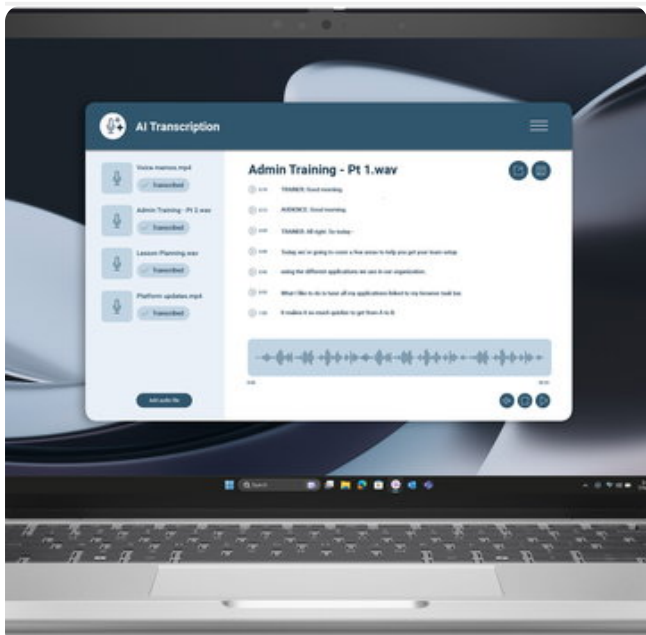 AI Transcription
Voice memos.mp4
Transcribed
Admin Training - Pt 1.wav
Transcribed
Lesson Planning.wav
Transcribed
Platform updates.mp4
Transcribed
Add audio file
Admin Training - Pt 1.wav
TRAINER: Good morning.
AUDIENCE: Good morning.
TRAINER: All right. So today -
Today we're going to cover a few areas to help you get your team setup
using the different applications we use in our organization.
What I like to do is have all my applications linked to my browser task bar.
It makes it so much quicker to get from A to B
0:00
Search